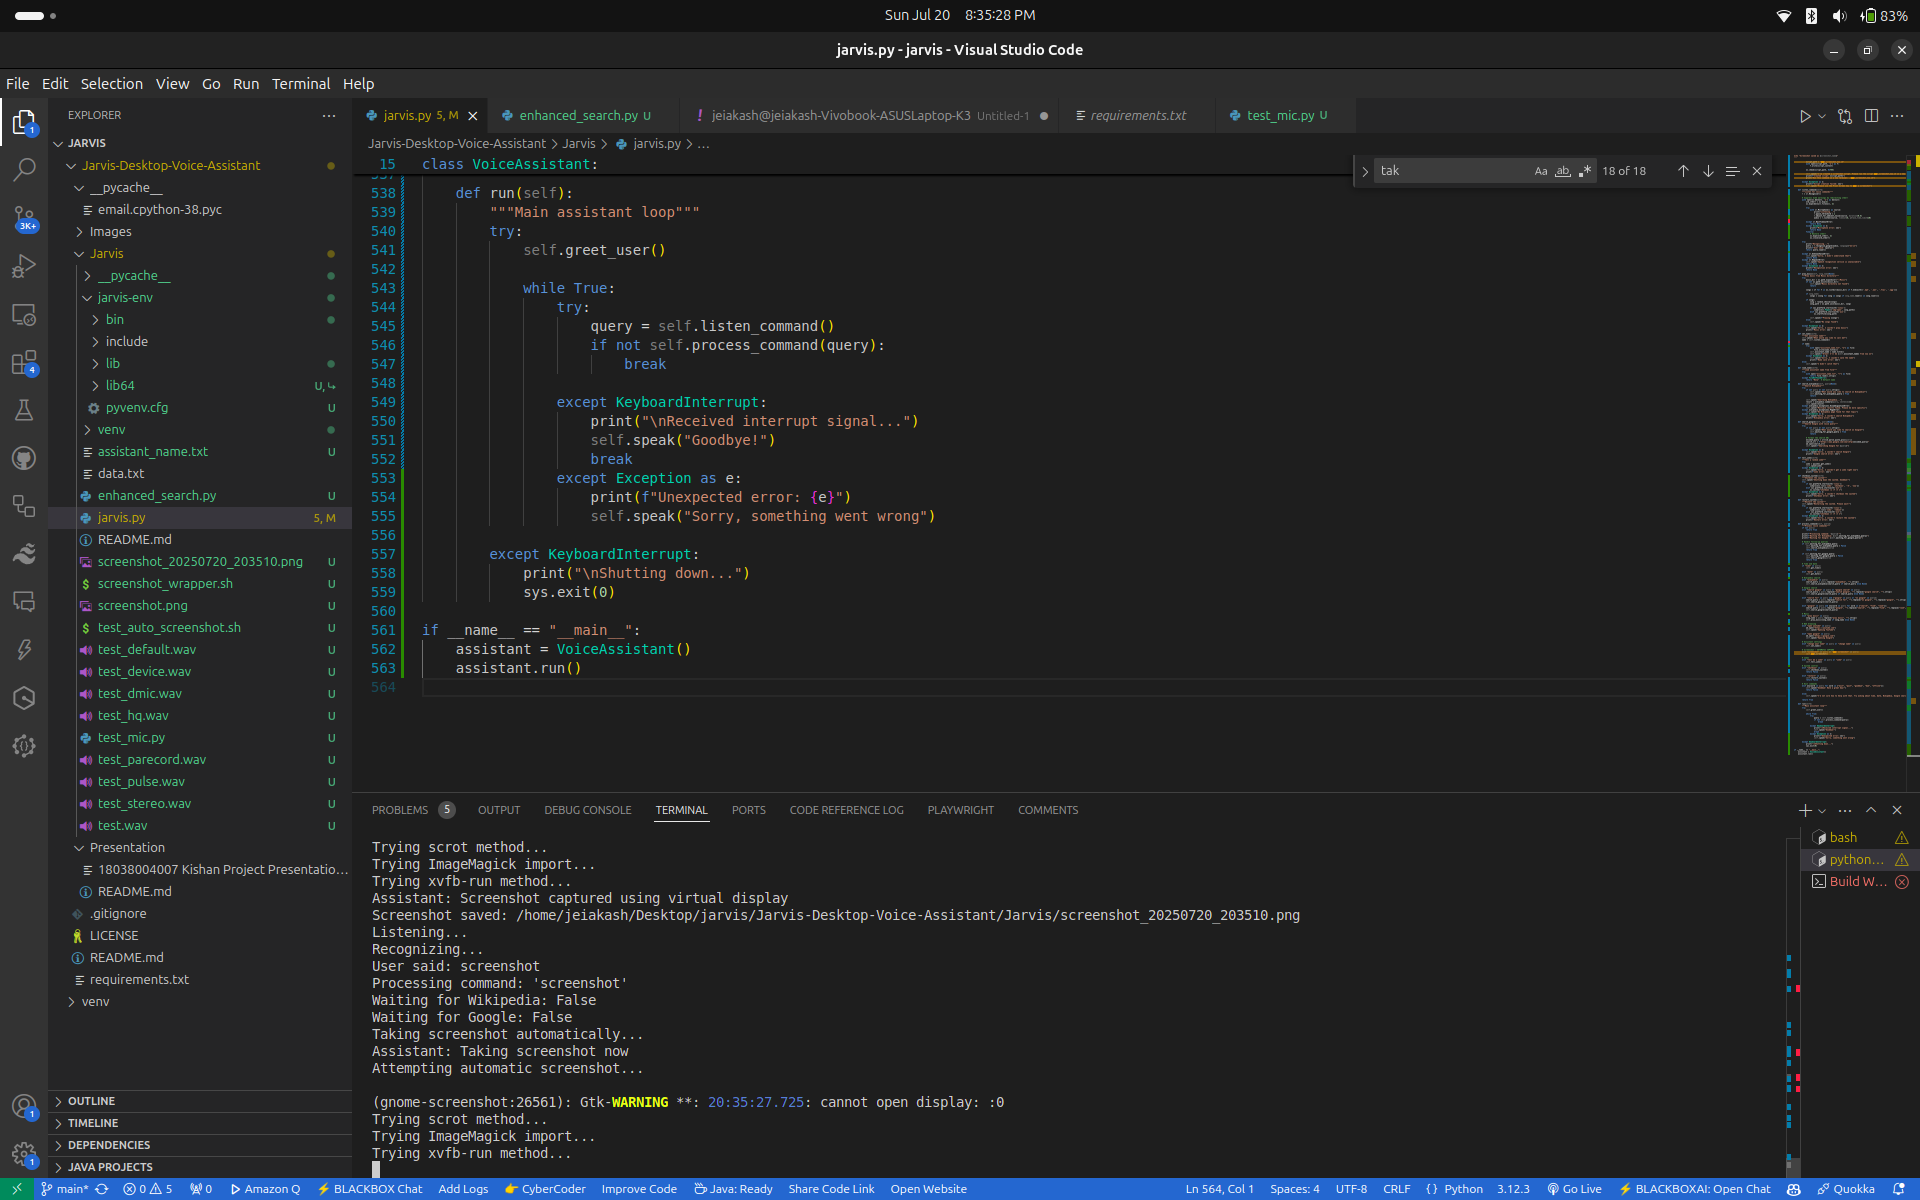 Sun Jul 20 8:35:28 PM
83%
jarvis.py - jarvis - Visual Studio Code
File Edit Selection View Go Run Terminal Help
EXPLORER
JARVIS
Jarvis-Desktop-Voice-Assistant
__pycache__
email.cpython-38.pyc
Images
Jarvis
__pycache__
jarvis-env
bin
include
lib
lib64 U,
pyvenv.cfg U
venv
assistant_name.txt U
data.txt
enhanced_search.py U
jarvis.py 5, M
README.md
screenshot_20250720_203510.png U
screenshot_wrapper.sh U
screenshot.png U
test_auto_screenshot.sh U
test_default.wav U
test_device.wav U
test_dmic.wav U
test_hq.wav U
test_mic.py U
test_parecord.wav U
test_pulse.wav U
test_stereo.wav U
test.wav U
Presentation
18038004007 Kishan Project Presentatio...
README.md
.gitignore
LICENSE
README.md
requirements.txt
venv
OUTLINE
TIMELINE
DEPENDENCIES
JAVA PROJECTS
1
3K+
4
1
1
jarvis.py 5, M
enhanced_search.py U
jeiakash@jeiakash-Vivobook-ASUSLaptop-K3 Untitled-1
requirements.txt
test_mic.py U
Jarvis-Desktop-Voice-Assistant > Jarvis > jarvis.py > ...
tak Aa ab .* 18 of 18
15 class VoiceAssistant:
537
538 def run(self):
539 """Main assistant loop"""
540 try:
541 self.greet_user()
542
543 while True:
544 try:
545 query = self.listen_command()
546 if not self.process_command(query):
547 break
548
549 except KeyboardInterrupt:
550 print("\nReceived interrupt signal...")
551 self.speak("Goodbye!")
552 break
553 except Exception as e:
554 print(f"Unexpected error: {e}")
555 self.speak("Sorry, something went wrong")
556
557 except KeyboardInterrupt:
558 print("\nShutting down...")
559 sys.exit(0)
560
561 if __name__ == "__main__":
562 assistant = VoiceAssistant()
563 assistant.run()
564
PROBLEMS 5 OUTPUT DEBUG CONSOLE TERMINAL PORTS CODE REFERENCE LOG PLAYWRIGHT COMMENTS
Trying scrot method...
Trying ImageMagick import...
Trying xvfb-run method...
Assistant: Screenshot captured using virtual display
Screenshot saved: /home/jeiakash/Desktop/jarvis/Jarvis-Desktop-Voice-Assistant/Jarvis/screenshot_20250720_203510.png
Listening...
Recognizing...
User said: screenshot
Processing command: 'screenshot'
Waiting for Wikipedia: False
Waiting for Google: False
Taking screenshot automatically...
Assistant: Taking screenshot now
Attempting automatic screenshot...
(gnome-screenshot:26561): Gtk-WARNING **: 20:35:27.725: cannot open display: :0
Trying scrot method...
Trying ImageMagick import...
Trying xvfb-run method...
bash
python...
Build W...
main* 0 5 0 Amazon Q BLACKBOX Chat Add Logs CyberCoder Improve Code Java: Ready Share Code Link Open Website
Ln 564, Col 1 Spaces: 4 UTF-8 CRLF { } Python 3.12.3 Go Live BLACKBOXAI: Open Chat Quokka